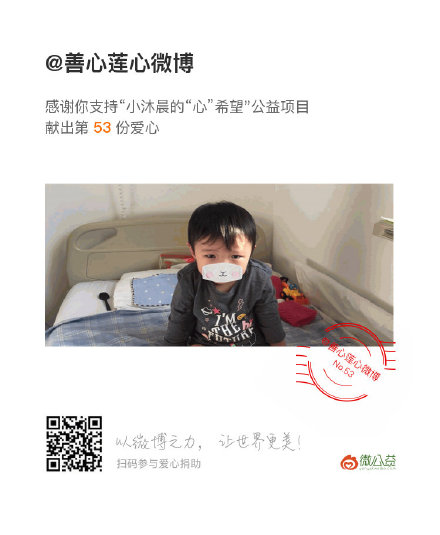 @善心莲心微博
感谢你支持“小沐晨的“心”希望”公益项目
献出第 53 份爱心
I'M
THE
FUTURE
@善心莲心微博
No 53
以微博之力，让世界更美！
扫码参与爱心捐助
微公益